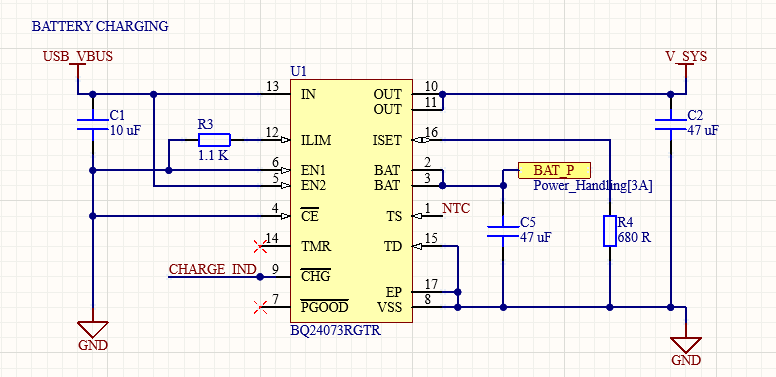 BATTERY CHARGING
USB_VBUS
V_SYS
U1
13
IN
OUT
10
OUT
11
C1
10 uF
C2
47 uF
R3
1.1 K
12
ILIM
ISET
16
6
EN1
BAT
2
BAT_P
5
EN2
BAT
3
Power_Handling[3A]
4
CE
TS
1
NTC
C5
47 uF
R4
680 R
14
TMR
TD
15
CHARGE_IND
9
CHG
EP
17
7
PGOOD
VSS
8
BQ24073RGTR
GND
GND